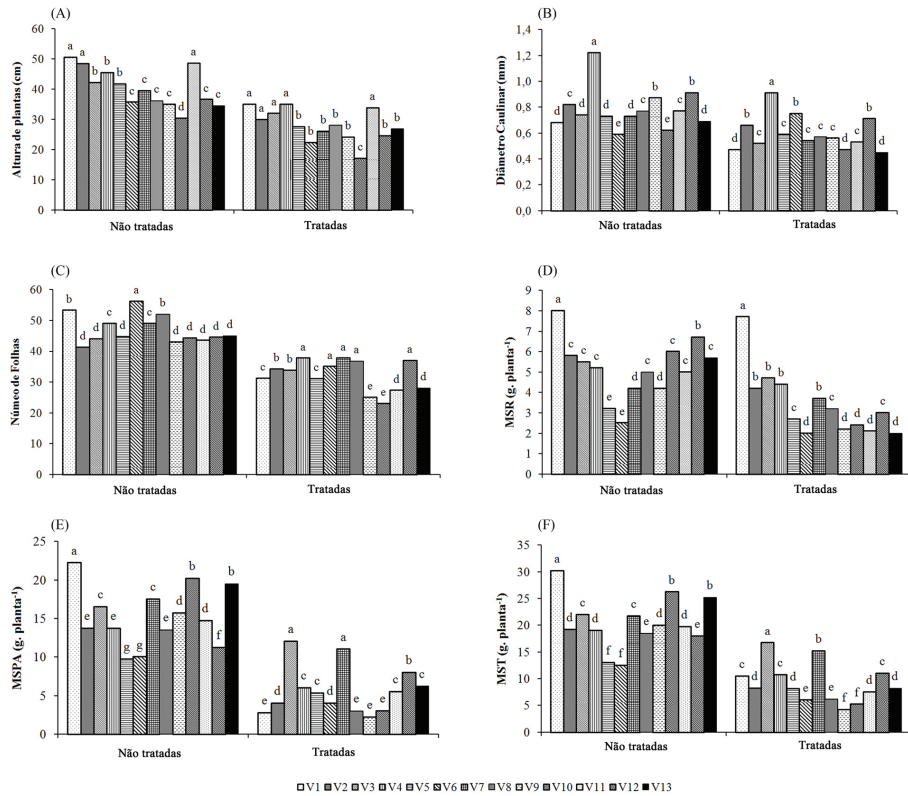 (A)
Altura de plantas (cm)
60
50
40
30
20
10
0
a a b b b c c c c d a c c
a a a a b b b b b c a b b
Não tratadas
Tratadas
(B)
Diâmetro Caulinar (mm)
1,4
1,2
1,0
0,8
0,6
0,4
0,2
0,0
d c c a c e d c b e c b d
d b c a c b c c c d c b d
Não tratadas
Tratadas
(C)
Númeo de Folhas
60
50
40
30
20
10
0
b d d c d a c b d d d d d
c b b a c a a a d d d a d
Não tratadas
Tratadas
(D)
MSR (g. planta⁻¹)
9
8
7
6
5
4
3
2
1
0
a c c c e e d c d c d b c
a b b b c d b c d d d c d
Não tratadas
Tratadas
(E)
MSPA (g. planta⁻¹)
25
20
15
10
5
0
a e c e g g c e d b d f b
e d a c c d a e e e c b c
Não tratadas
Tratadas
(F)
MST (g. planta⁻¹)
35
30
25
20
15
10
5
0
a d c d f f c d d b d e b
c d a c d e b e f f d c d
Não tratadas
Tratadas
V1 V2 V3 V4 V5 V6 V7 V8 V9 V10 V11 V12 V13